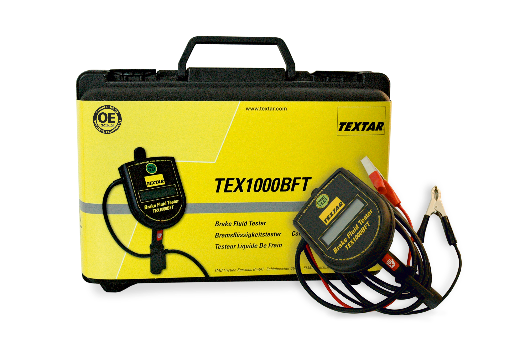 www.textar.com
OE
TEXTAR
TEX1000BFT
TEXTAR
Brake Fluid Tester
TEX1000BFT
Brake Fluid Tester
Bremsflüssigkeitstester
Testeur Liquide De Frein
TEXTAR
Brake Fluid Tester
TEX1000BFT